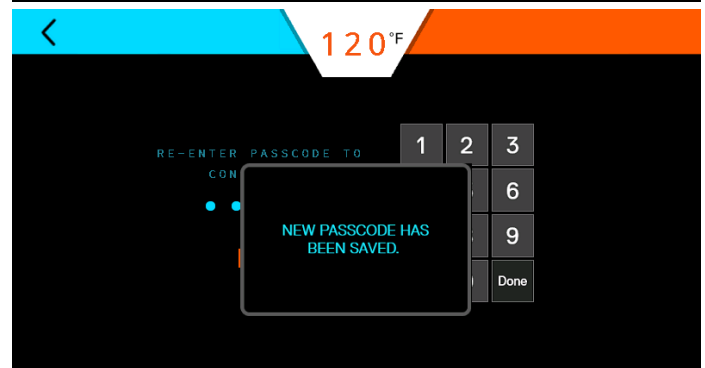 120°F
RE-ENTER PASSCODE TO
CON
1 2 3
6
NEW PASSCODE HAS
BEEN SAVED.
9
Done